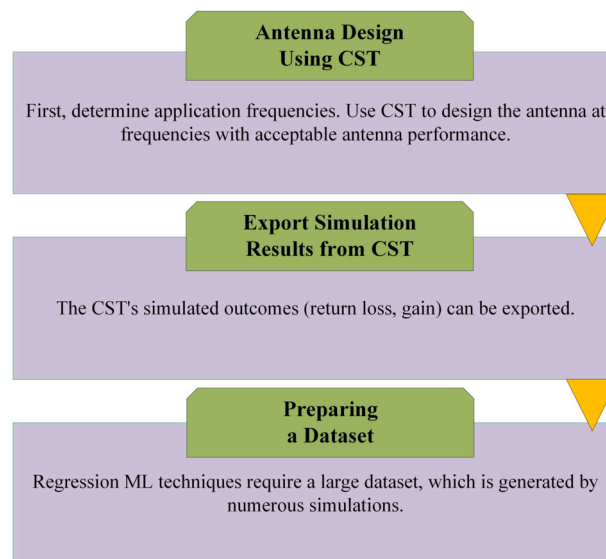 Antenna Design
Using CST
First, determine application frequencies. Use CST to design the antenna at
frequencies with acceptable antenna performance.
Export Simulation
Results from CST
The CST's simulated outcomes (return loss, gain) can be exported.
Preparing
a Dataset
Regression ML techniques require a large dataset, which is generated by
numerous simulations.